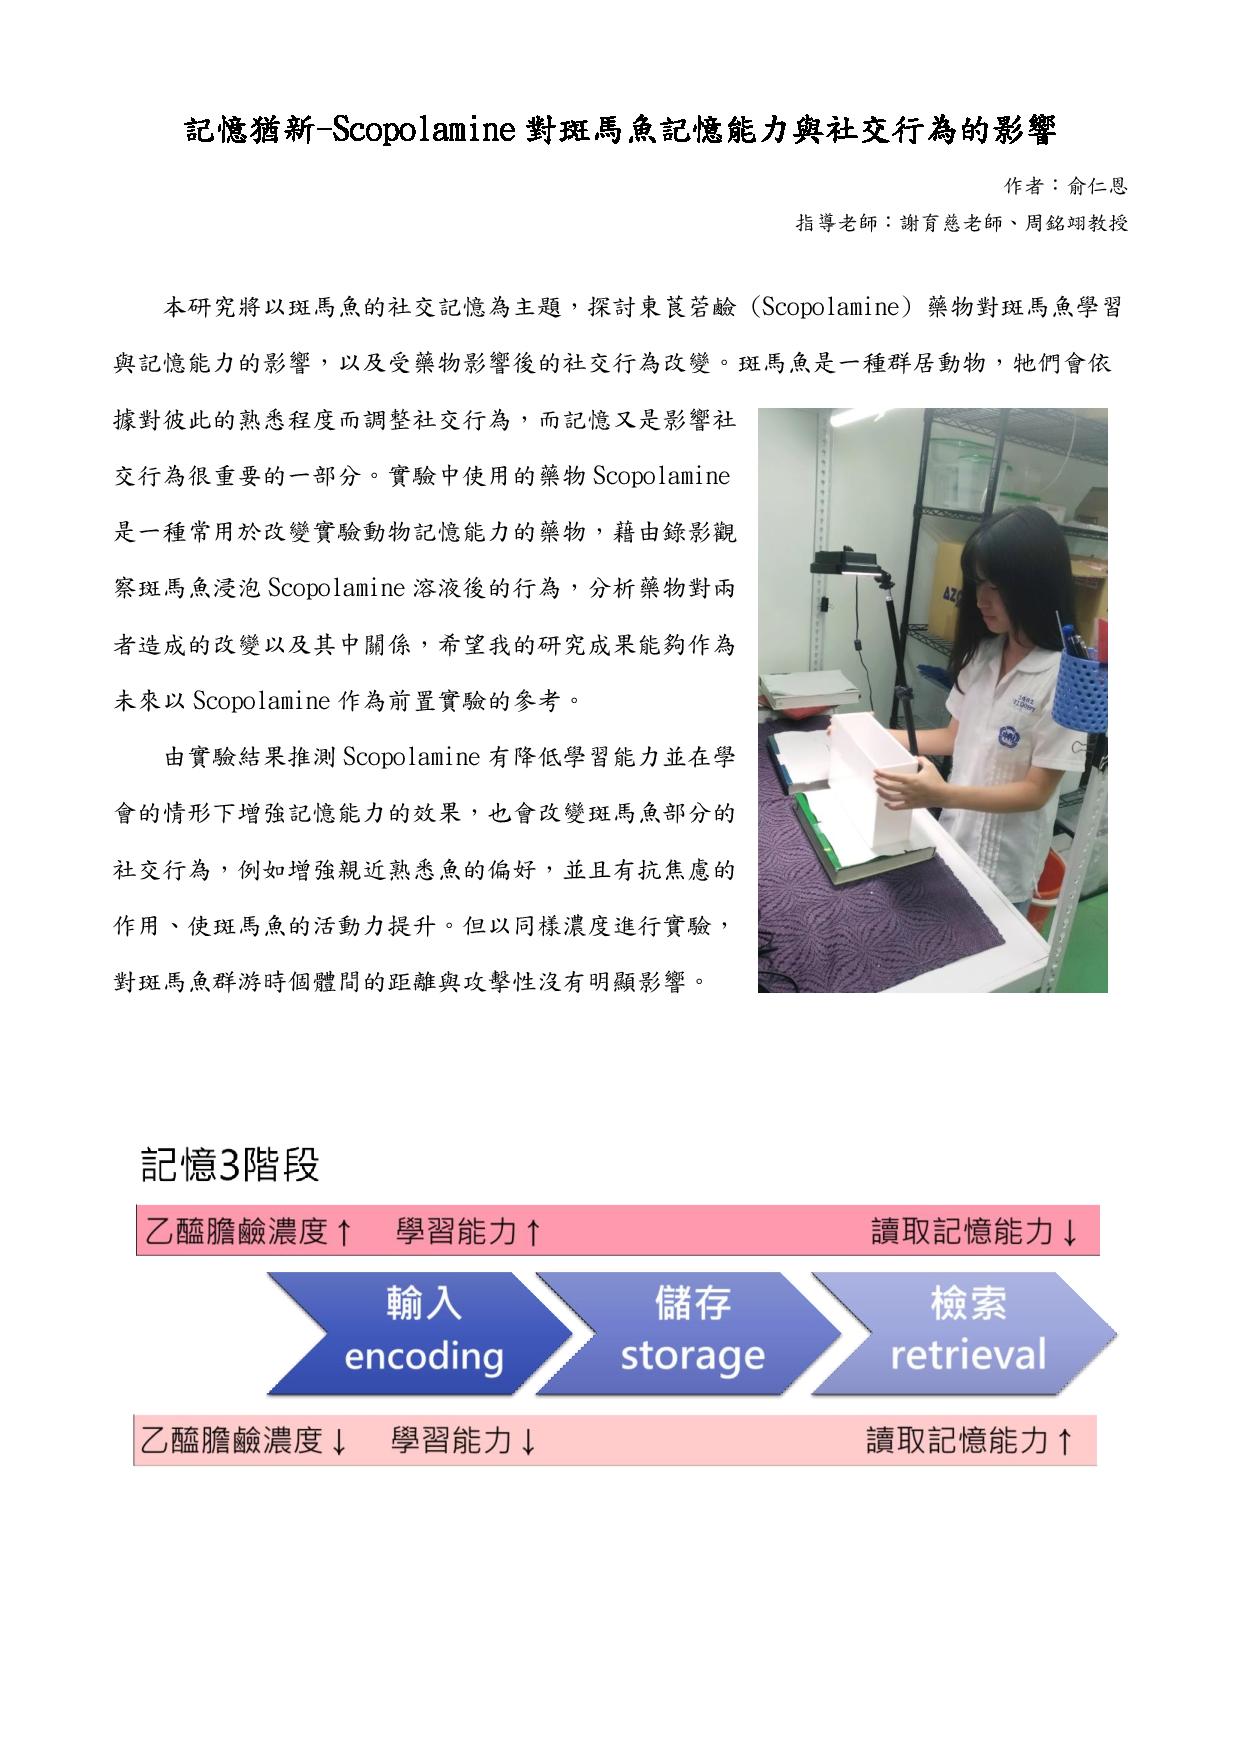 記憶猶新-Scopolamine 對斑馬魚記憶能力與社交行為的影響
作者：俞仁恩
指導老師：謝育慈老師、周銘翊教授
本研究將以斑馬魚的社交記憶為主題，探討東莨菪鹼（Scopolamine）藥物對斑馬魚學習
與記憶能力的影響，以及受藥物影響後的社交行為改變。斑馬魚是一種群居動物，牠們會依
據對彼此的熟悉程度而調整社交行為，而記憶又是影響社
交行為很重要的一部分。實驗中使用的藥物 Scopolamine
是一種常用於改變實驗動物記憶能力的藥物，藉由錄影觀
察斑馬魚浸泡 Scopolamine 溶液後的行為，分析藥物對兩
者造成的改變以及其中關係，希望我的研究成果能夠作為
未來以 Scopolamine 作為前置實驗的參考。
由實驗結果推測 Scopolamine 有降低學習能力並在學
會的情形下增強記憶能力的效果，也會改變斑馬魚部分的
社交行為，例如增強親近熟悉魚的偏好，並且有抗焦慮的
作用、使斑馬魚的活動力提升。但以同樣濃度進行實驗，
對斑馬魚群游時個體間的距離與攻擊性沒有明顯影響。
記憶3階段
乙醯膽鹼濃度↑ 學習能力↑ 讀取記憶能力↓
輸入 儲存 檢索
encoding storage retrieval
乙醯膽鹼濃度↓ 學習能力↓ 讀取記憶能力↑